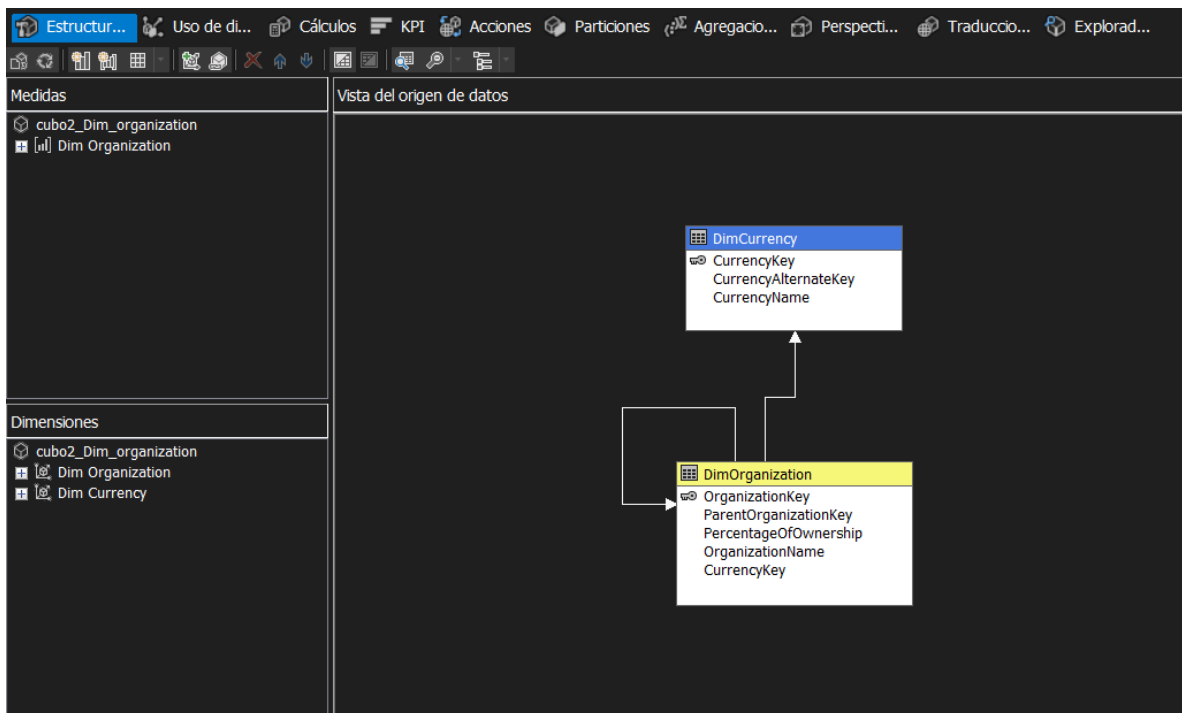 Estructur... Uso de di... Cálculos KPI Acciones Particiones Agregacio... Perspecti... Traduccio... Explorad...
Medidas
cubo2_Dim_organization
Dim Organization
Dimensiones
cubo2_Dim_organization
Dim Organization
Dim Currency
Vista del origen de datos
DimCurrency
CurrencyKey
CurrencyAlternateKey
CurrencyName
DimOrganization
OrganizationKey
ParentOrganizationKey
PercentageOfOwnership
OrganizationName
CurrencyKey